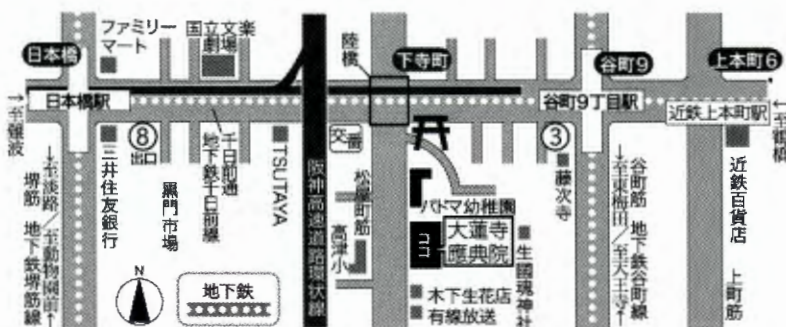 ファミリー
マート
国立文楽
劇場
陸橋
日本橋
下寺町
谷町9
上本町6
日本橋駅
谷町9丁目駅
近鉄上本町駅
←至難波
←至鶴橋
⑧
出口
千日前通
地下鉄千日前線
交番
③
三井住友銀行
黒門市場
TSUTAYA
阪神高速道路環状線
松屋町筋
高津小
パドマ幼稚園
大蓮寺
應典院
藤次寺
生國魂神社
近鉄百貨店
上町筋
←至淡路/至動物園前→
堺筋 地下鉄堺筋線
谷町筋 地下鉄谷町線
←至東梅田/至天王寺→
木下生花店
有線放送
N
地下鉄